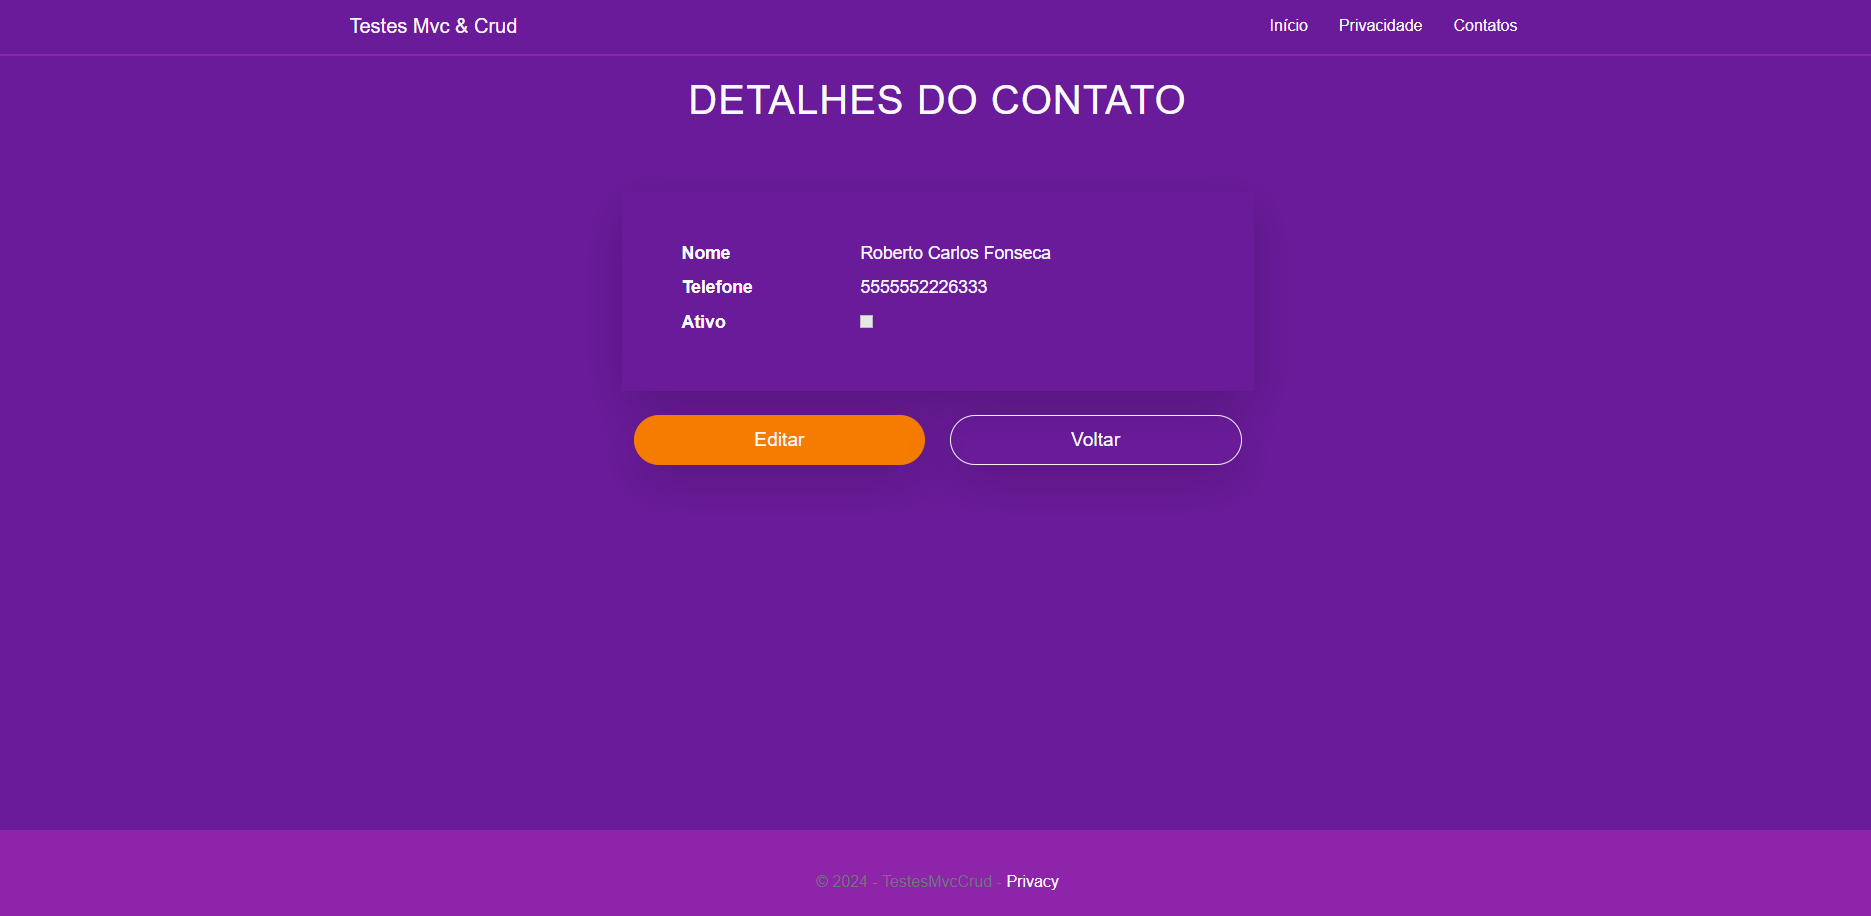 Testes Mvc & Crud Início Privacidade Contatos
DETALHES DO CONTATO
Nome Roberto Carlos Fonseca
Telefone 5555552226333
Ativo
Editar Voltar
© 2024 - TestesMvcCrud - Privacy